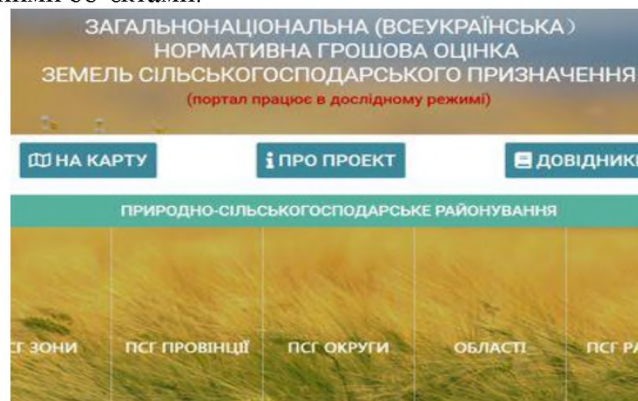 ЗАГАЛЬНОНАЦІОНАЛЬНА (ВСЕУКРАЇНСЬКА)
НОРМАТИВНА ГРОШОВА ОЦІНКА
ЗЕМЕЛЬ СІЛЬСЬКОГОСПОДАРСЬКОГО ПРИЗНАЧЕННЯ
(портал працює в дослідному режимі)
НА КАРТУ ПРО ПРОЕКТ ДОВІДНИКИ
ПРИРОДНО-СІЛЬСЬКОГОСПОДАРСЬКЕ РАЙОНУВАННЯ
ЗОНИ ПСГ ПРОВІНЦІЇ ПСГ ОКРУГИ ОБЛАСТІ ПСГ